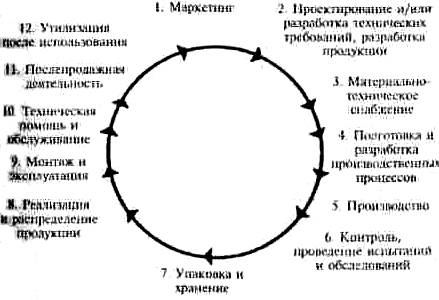 1. Маркетинг
2. Проектирование и/или
разработка технических
требований, разработка
продукции
3. Материально-
техническое
снабжение
4. Подготовка и
разработка
производственных
процессов
5. Производство
6. Контроль,
проведение испытаний
и обследований
7. Упаковка и
хранение
8. Реализация
и распределение
продукции
9. Монтаж и
эксплуатация
10. Техническая
помощь и
обслуживание
11. Послепродажная
деятельность
12. Утилизация
после использования